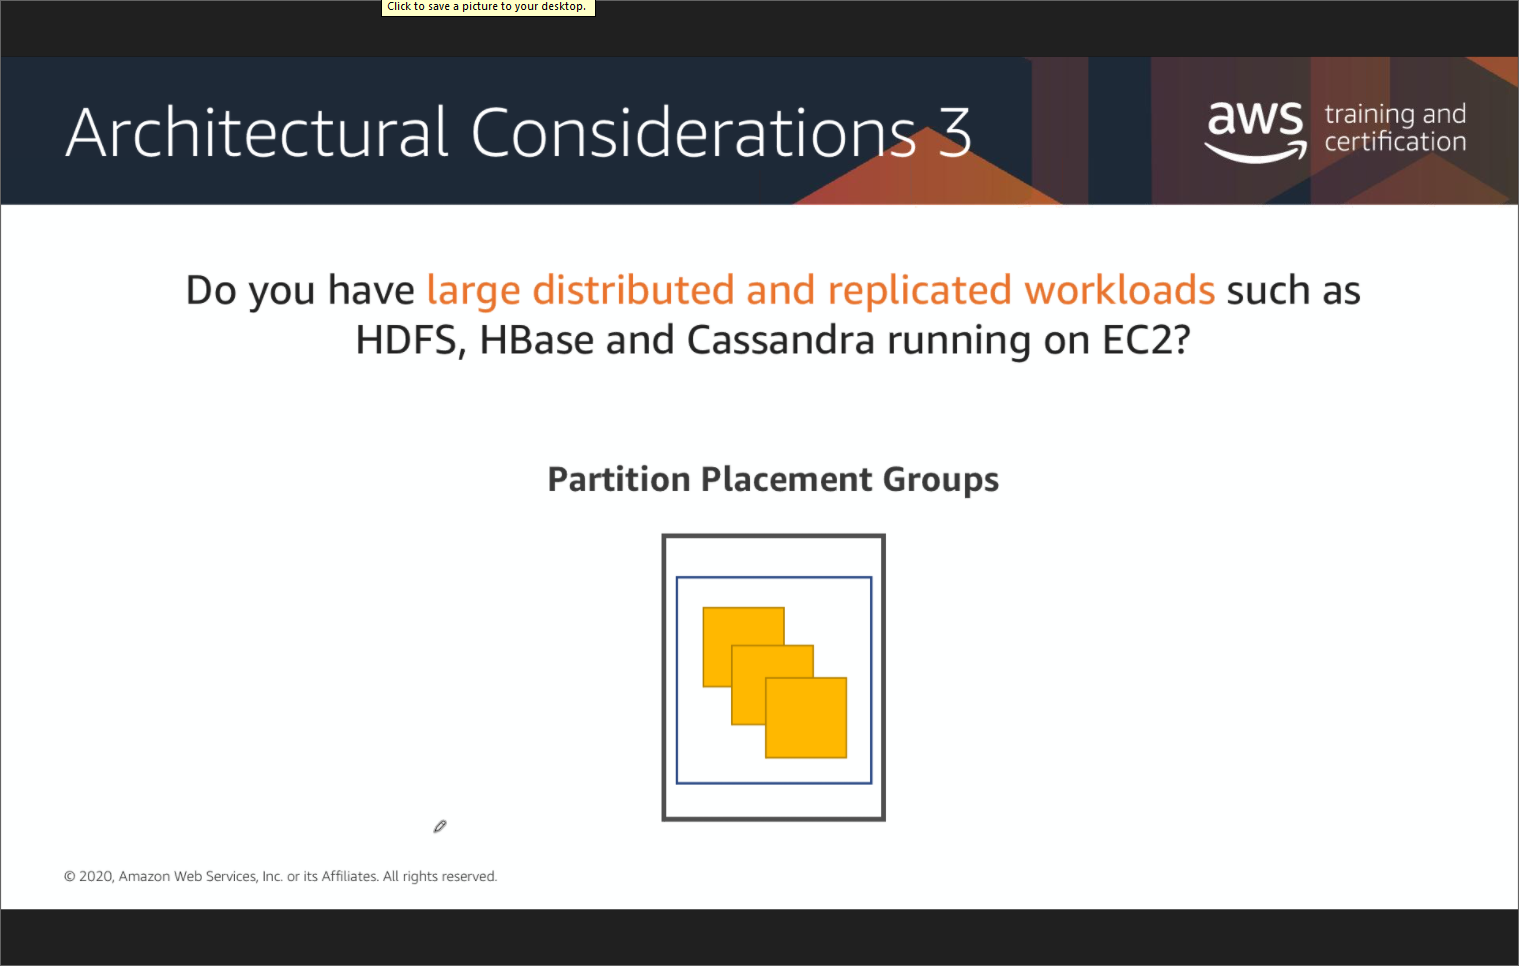 Click to save a picture to your desktop.
Architectural Considerations 3
aws
training and
certification
Do you have large distributed and replicated workloads such as
HDFS, HBase and Cassandra running on EC2?
Partition Placement Groups
© 2020, Amazon Web Services, Inc. or its Affiliates. All rights reserved.